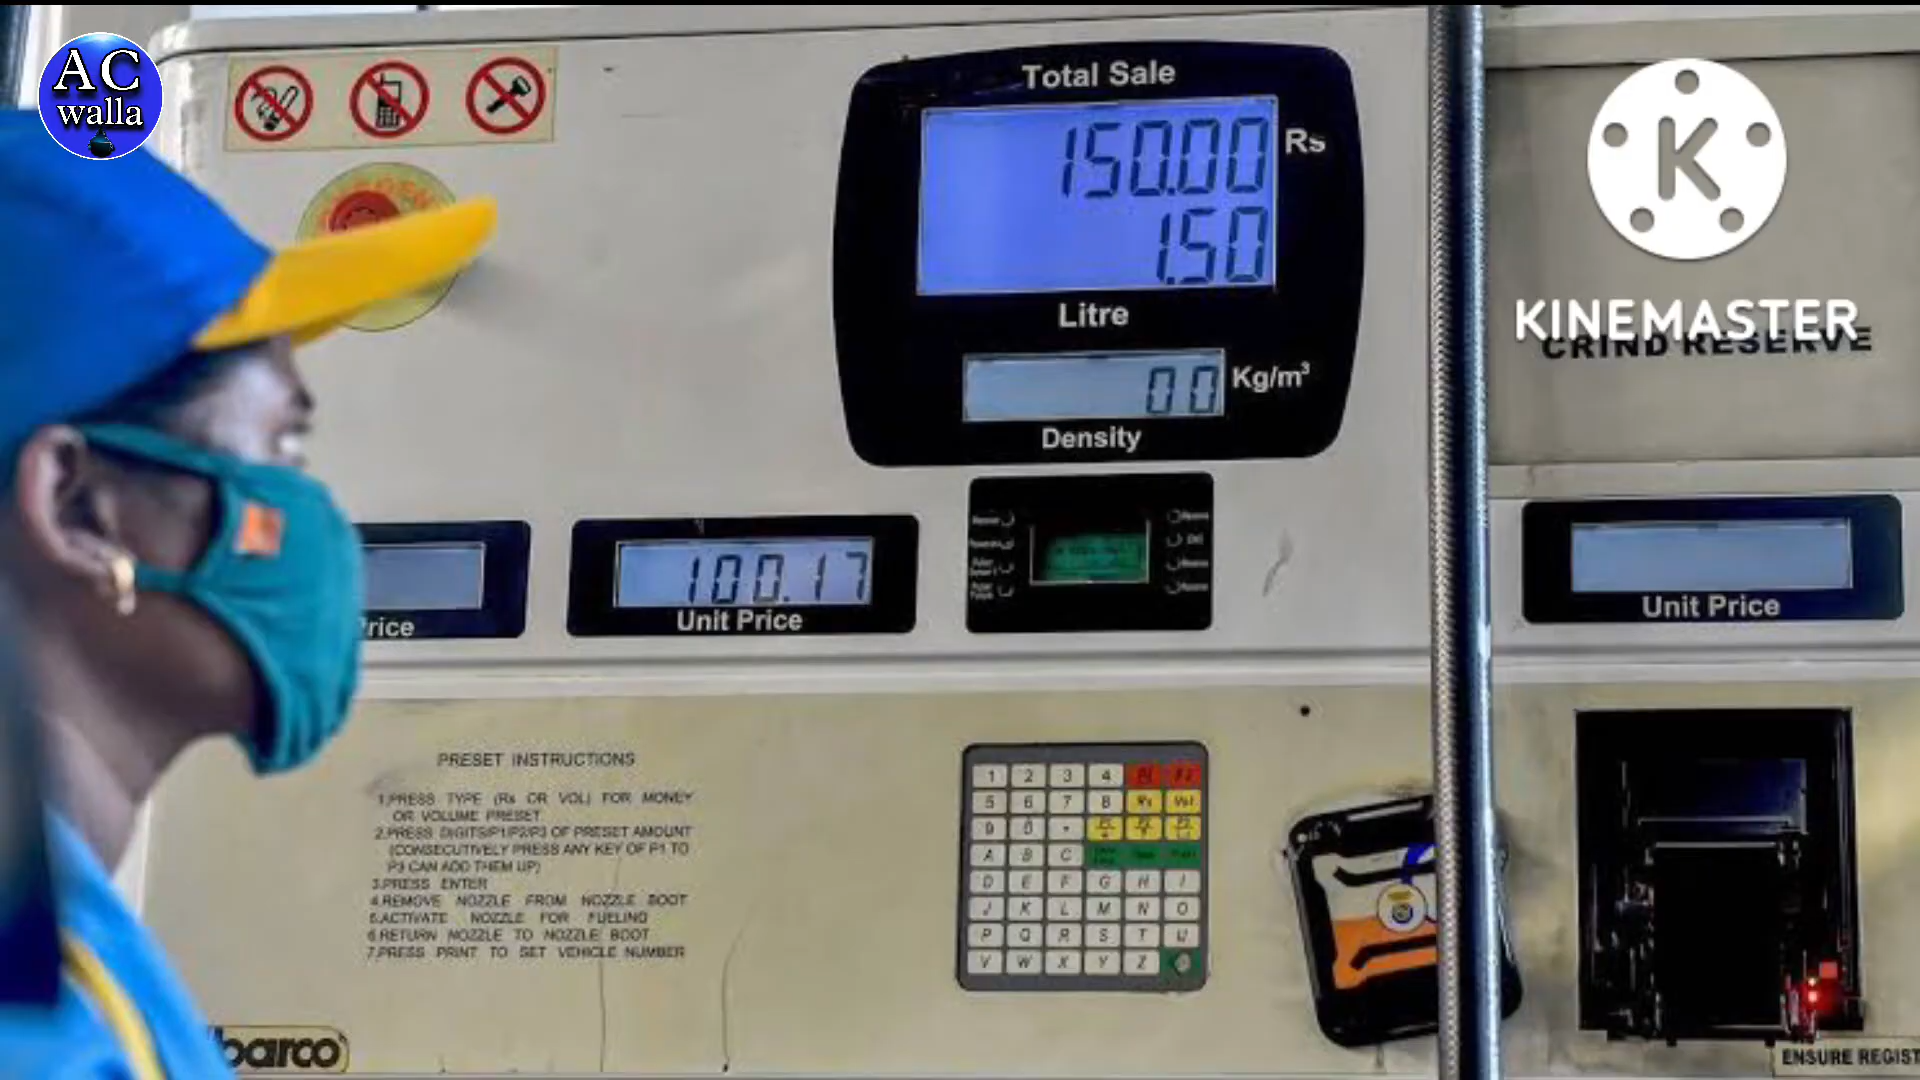 AC
walla
Total Sale
150.00
Rs
1.50
Litre
00
Kg/m³
Density
KINEMASTER
GRIND RESERVE
rice
100.17
Unit Price
Unit Price
PRESET INSTRUCTIONS
1.PRESS TYPE (Rs OR VOL) FOR MONEY
OR VOLUME PRESET
2.PRESS DIGITS/P1/P2/P3 OF PRESET AMOUNT
(CONSECUTIVELY PRESS ANY KEY OF P1 TO
P3 CAN ADD THEM UP)
3.PRESS ENTER
4.REMOVE NOZZLE FROM NOZZLE BOOT
5.ACTIVATE NOZZLE FOR FUELING
6.RETURN NOZZLE TO NOZZLE BOOT
7.PRESS PRINT TO SET VEHICLE NUMBER
1 2 3 4
5 6 7 8 Rs Vol
9 0 .
A B C
D E F G H I
J K L M N O
P Q R S T U
V W X Y Z
barco
ENSURE REGIST